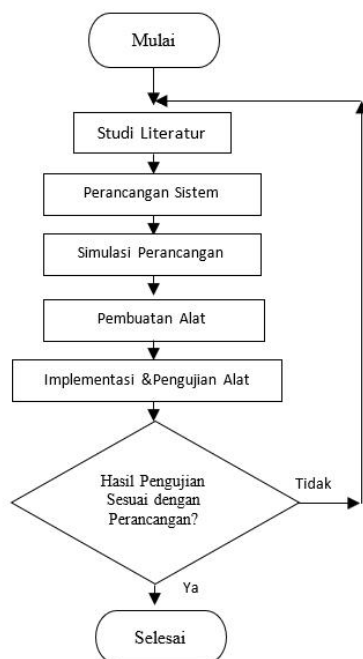 Mulai
Studi Literatur
Perancangan Sistem
Simulasi Perancangan
Pembuatan Alat
Implementasi &Pengujian Alat
Hasil Pengujian
Sesuai dengan
Perancangan?
Tidak
Ya
Selesai